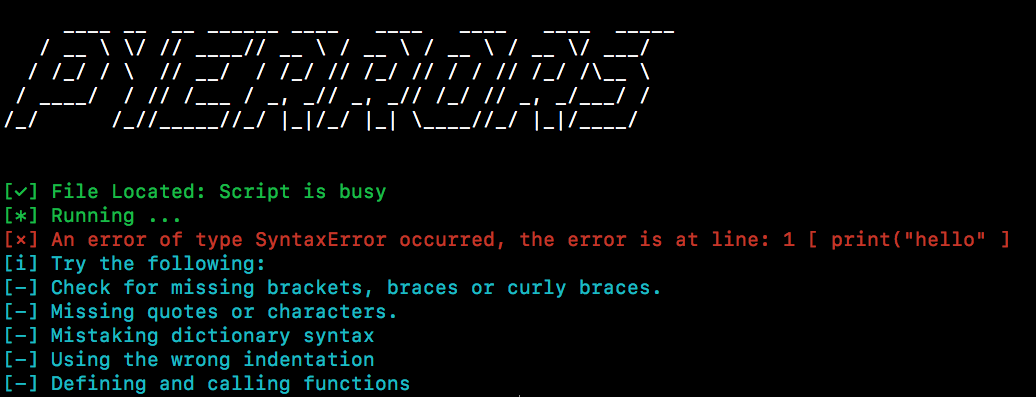 PYERRORS
[✓] File Located: Script is busy
[*] Running ...
[×] An error of type SyntaxError occurred, the error is at line: 1 [ print("hello" ]
[i] Try the following:
[-] Check for missing brackets, braces or curly braces.
[-] Missing quotes or characters.
[-] Mistaking dictionary syntax
[-] Using the wrong indentation
[-] Defining and calling functions